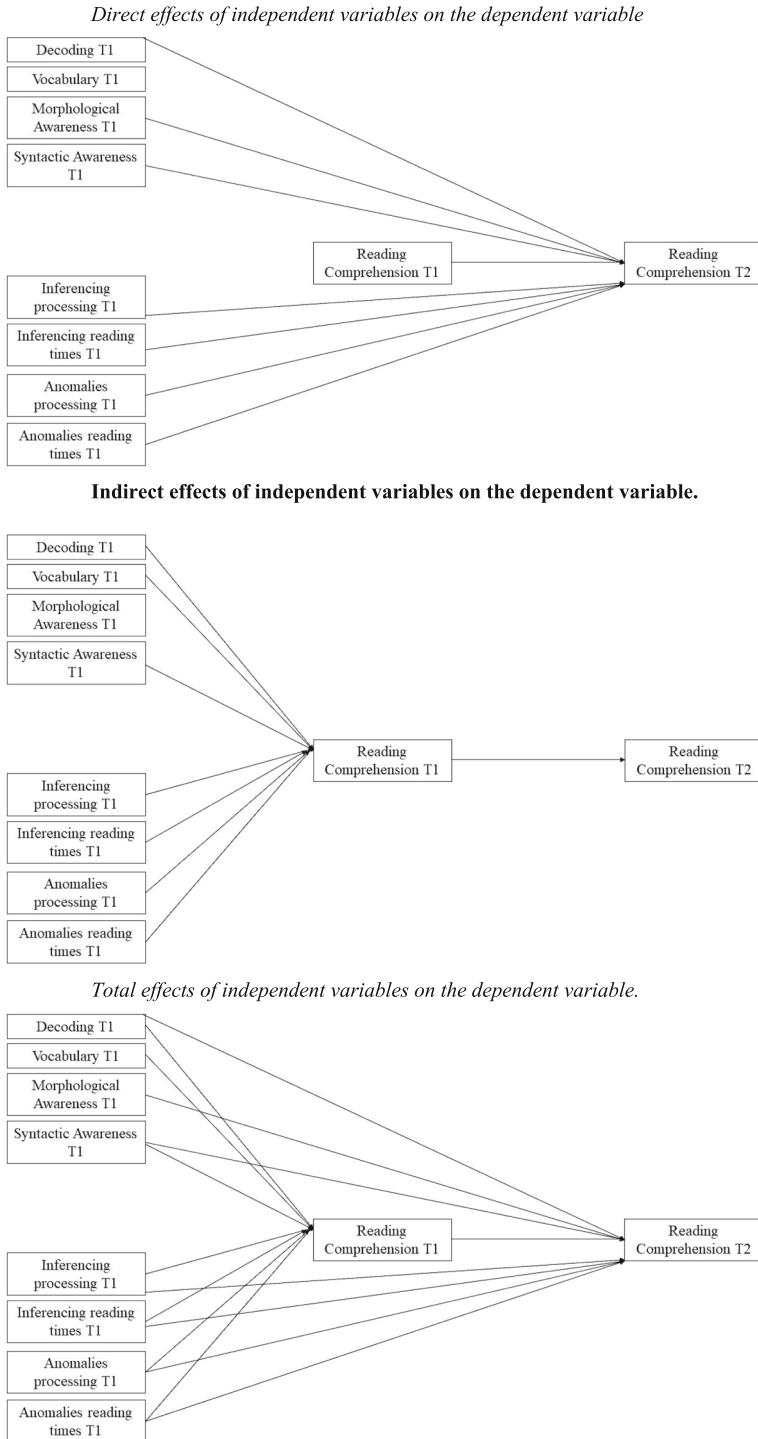 Direct effects of independent variables on the dependent variable
Decoding T1
Vocabulary T1
Morphological
Awareness T1
Syntactic Awareness
T1
Reading
Comprehension T1
Reading
Comprehension T2
Inferencing
processing T1
Inferencing reading
times T1
Anomalies
processing T1
Anomalies reading
times T1
Indirect effects of independent variables on the dependent variable.
Decoding T1
Vocabulary T1
Morphological
Awareness T1
Syntactic Awareness
T1
Reading
Comprehension T1
Reading
Comprehension T2
Inferencing
processing T1
Inferencing reading
times T1
Anomalies
processing T1
Anomalies reading
times T1
Total effects of independent variables on the dependent variable.
Decoding T1
Vocabulary T1
Morphological
Awareness T1
Syntactic Awareness
T1
Reading
Comprehension T1
Reading
Comprehension T2
Inferencing
processing T1
Inferencing reading
times T1
Anomalies
processing T1
Anomalies reading
times T1